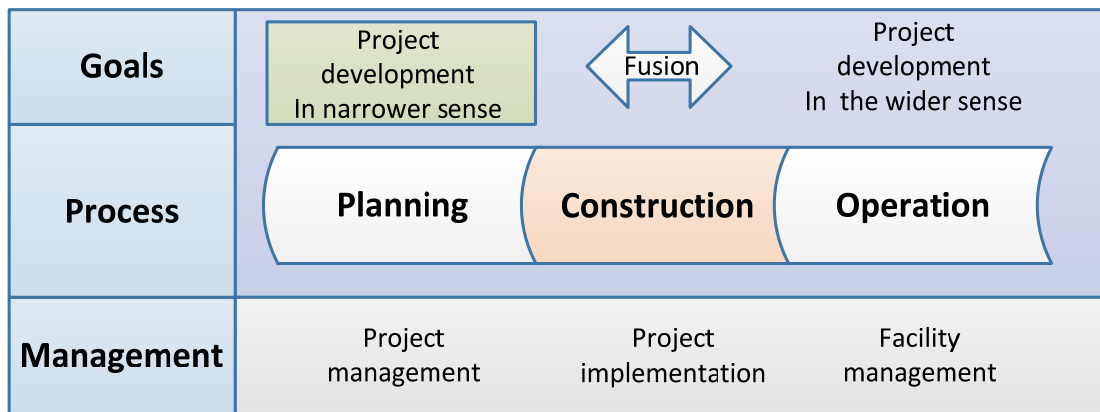 Goals
Project
development
In narrower sense
Fusion
Project
development
In the wider sense
Process
Planning
Construction
Operation
Management
Project
management
Project
implementation
Facility
management